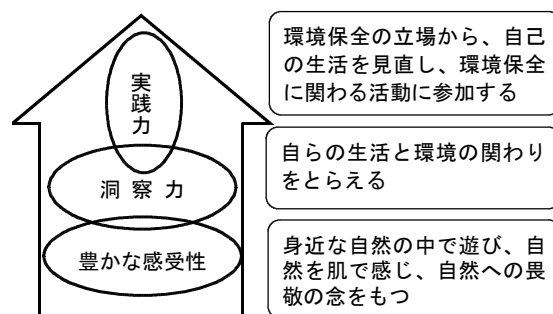 実践力
環境保全の立場から、自己
の生活を見直し、環境保全
に関わる活動に参加する
洞察力
自らの生活と環境の関わり
をとらえる
豊かな感受性
身近な自然の中で遊び、自
然を肌で感じ、自然への畏
敬の念をもつ